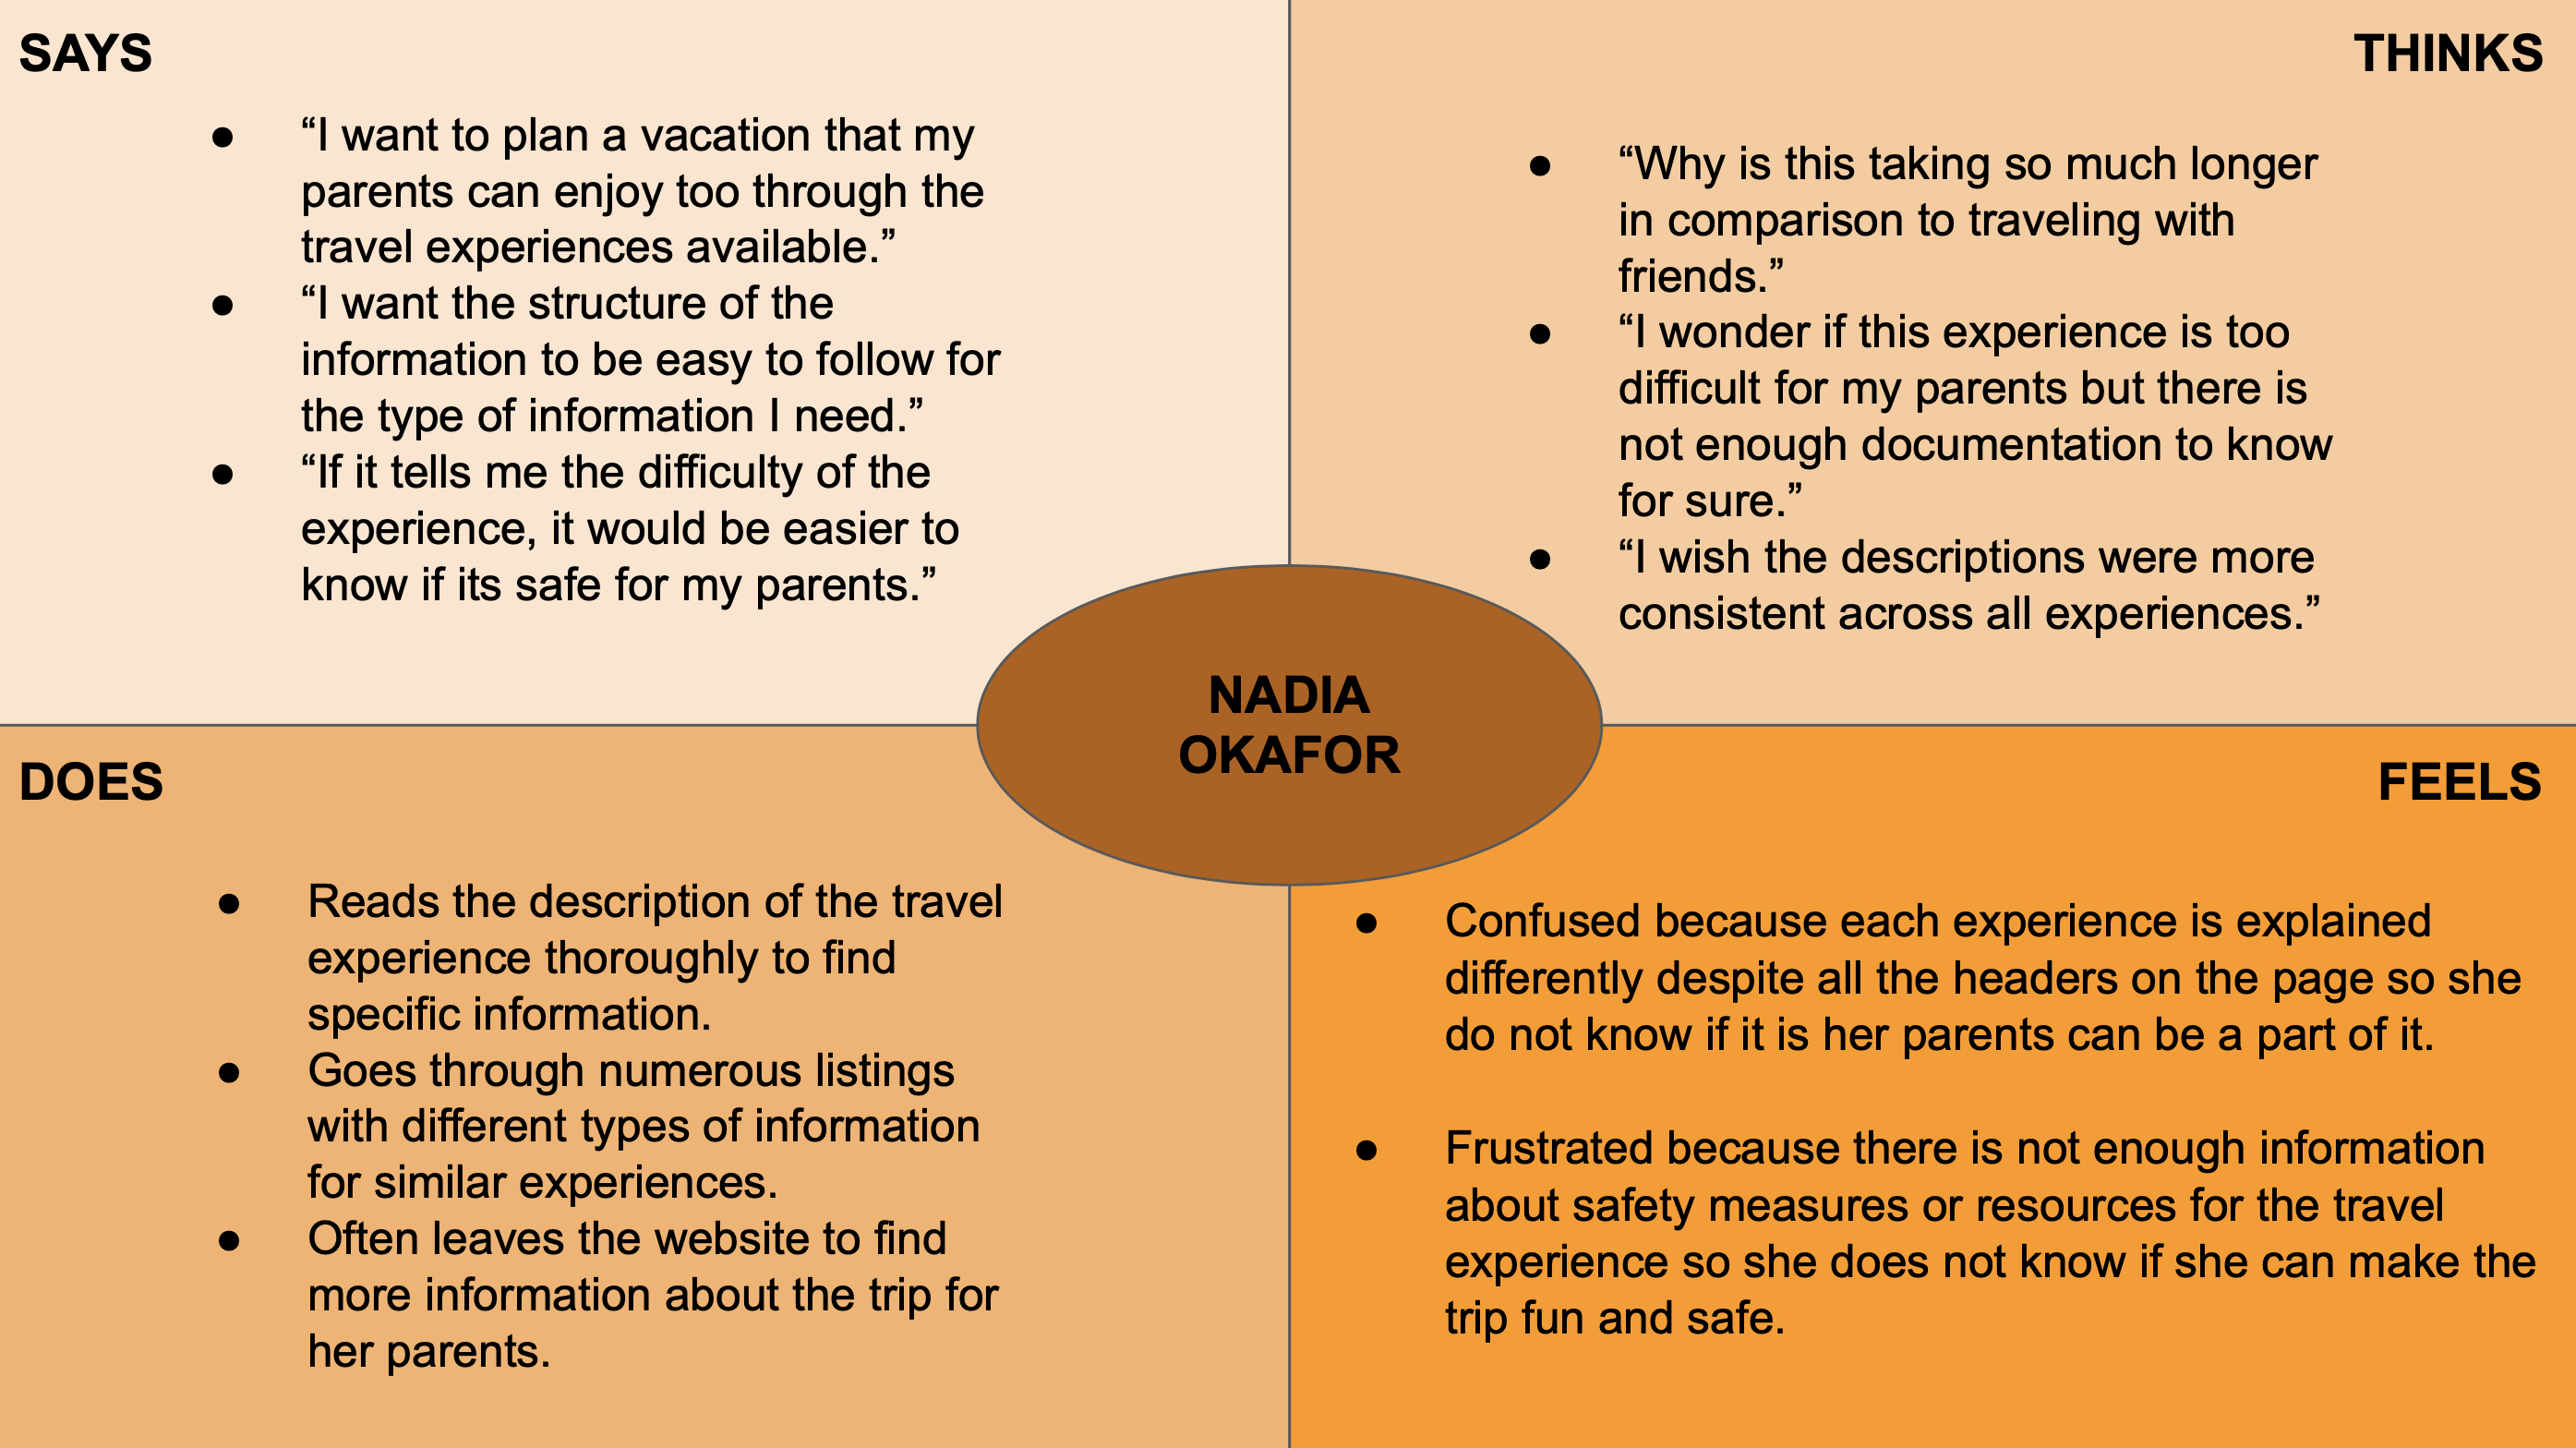 SAYS
● “I want to plan a vacation that my
parents can enjoy too through the
travel experiences available.”
● “I want the structure of the
information to be easy to follow for
the type of information I need.”
● “If it tells me the difficulty of the
experience, it would be easier to
know if its safe for my parents.”
THINKS
● “Why is this taking so much longer
in comparison to traveling with
friends.”
● “I wonder if this experience is too
difficult for my parents but there is
not enough documentation to know
for sure.”
● “I wish the descriptions were more
consistent across all experiences.”
NADIA
OKAFOR
DOES
● Reads the description of the travel
experience thoroughly to find
specific information.
● Goes through numerous listings
with different types of information
for similar experiences.
● Often leaves the website to find
more information about the trip for
her parents.
FEELS
● Confused because each experience is explained
differently despite all the headers on the page so she
do not know if it is her parents can be a part of it.
● Frustrated because there is not enough information
about safety measures or resources for the travel
experience so she does not know if she can make the
trip fun and safe.